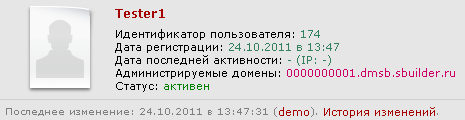 Tester1
Идентификатор пользователя: 174
Дата регистрации: 24.10.2011 в 13:47
Дата последней активности: - (IP: -)
Администрируемые домены: 0000000001.dmsb.sbuilder.ru
Статус: активен
Последнее изменение: 24.10.2011 в 13:47:31 (demo). История изменений.